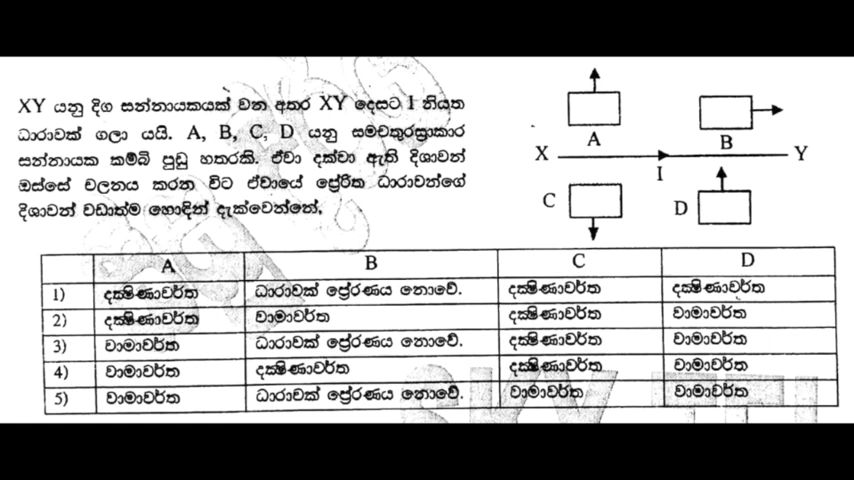 XY යනු දිග සන්නායකයක් වන අතර XY දෙසට I නියත
ධාරාවක් ගලා යයි. A, B, C, D යනු සමචතුරස්‍රාකාර
සන්නායක කම්බි පුඩු හතරකි. ඒවා දක්වා ඇති දිශාවන්
ඔස්සේ චලනය කරන විට ඒවායේ ප්‍රේරිත ධාරාවන්ගේ
දිශාවන් වඩාත්ම හොඳින් දැක්වෙන්නේ,
A
B
X
Y
I
C
D
A B C D
1) දක්ෂිණාවර්ත ධාරාවක් ප්‍රේරණය නොවේ. දක්ෂිණාවර්ත දක්ෂිණාවර්ත
2) දක්ෂිණාවර්ත වාමාවර්ත දක්ෂිණාවර්ත වාමාවර්ත
3) වාමාවර්ත ධාරාවක් ප්‍රේරණය නොවේ. දක්ෂිණාවර්ත වාමාවර්ත
4) වාමාවර්ත දක්ෂිණාවර්ත දක්ෂිණාවර්ත වාමාවර්ත
5) වාමාවර්ත ධාරාවක් ප්‍රේරණය නොවේ. වාමාවර්ත වාමාවර්ත